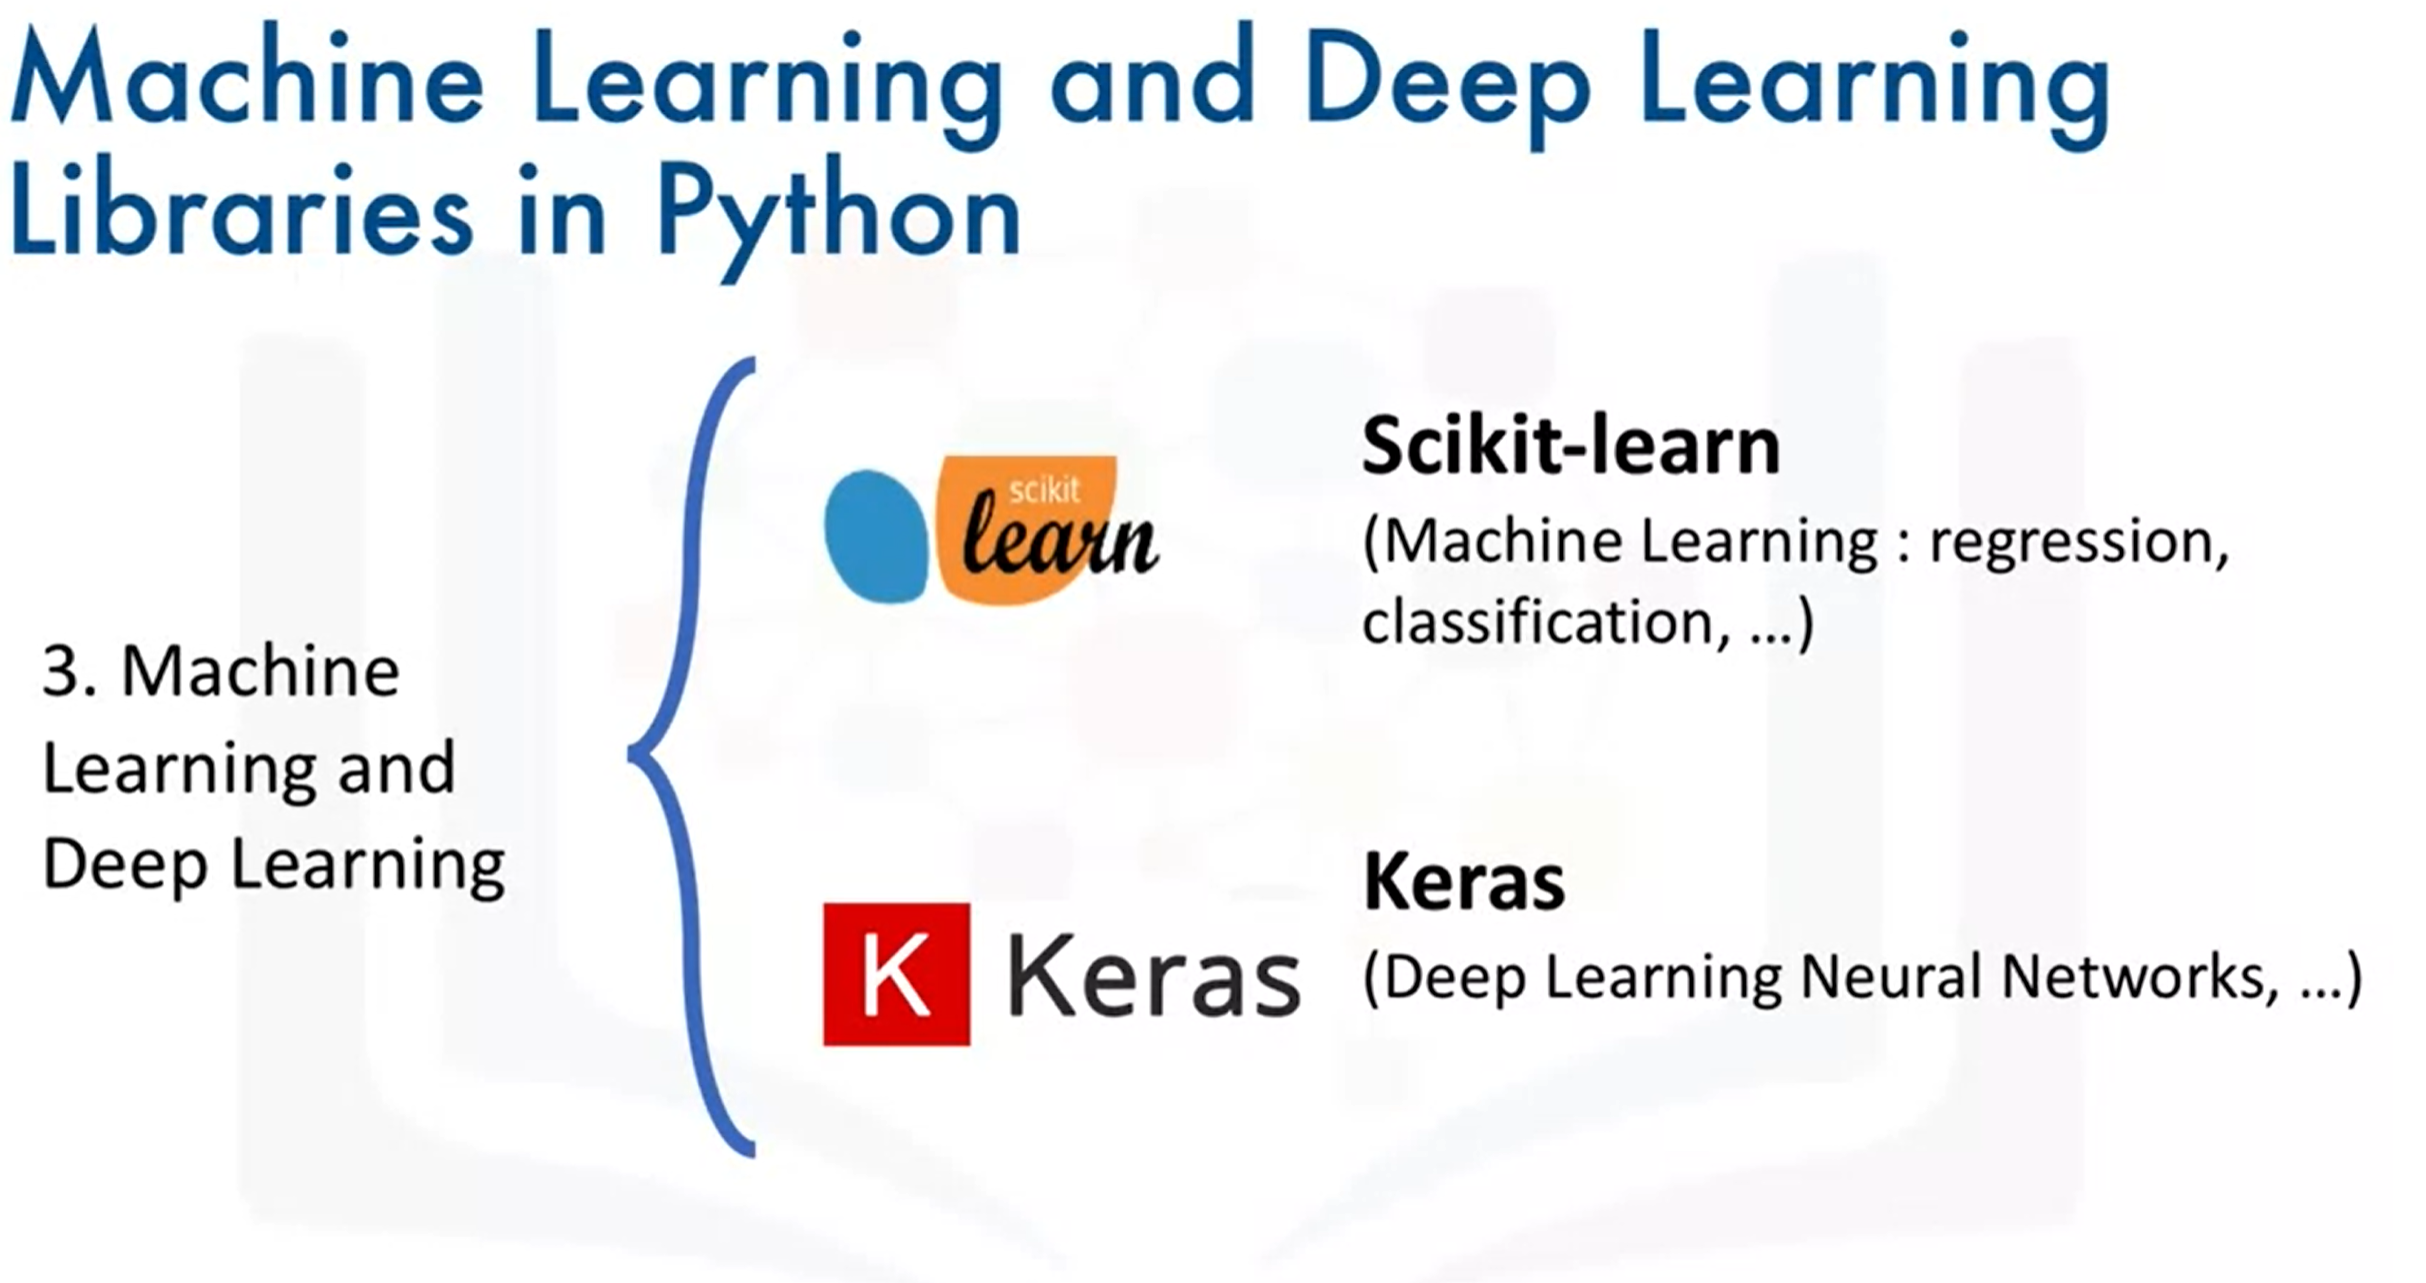 Machine Learning and Deep Learning
Libraries in Python
3. Machine
Learning and
Deep Learning
scikit
learn
Scikit-learn
(Machine Learning : regression,
classification, ...)
K Keras
Keras
(Deep Learning Neural Networks, ...)